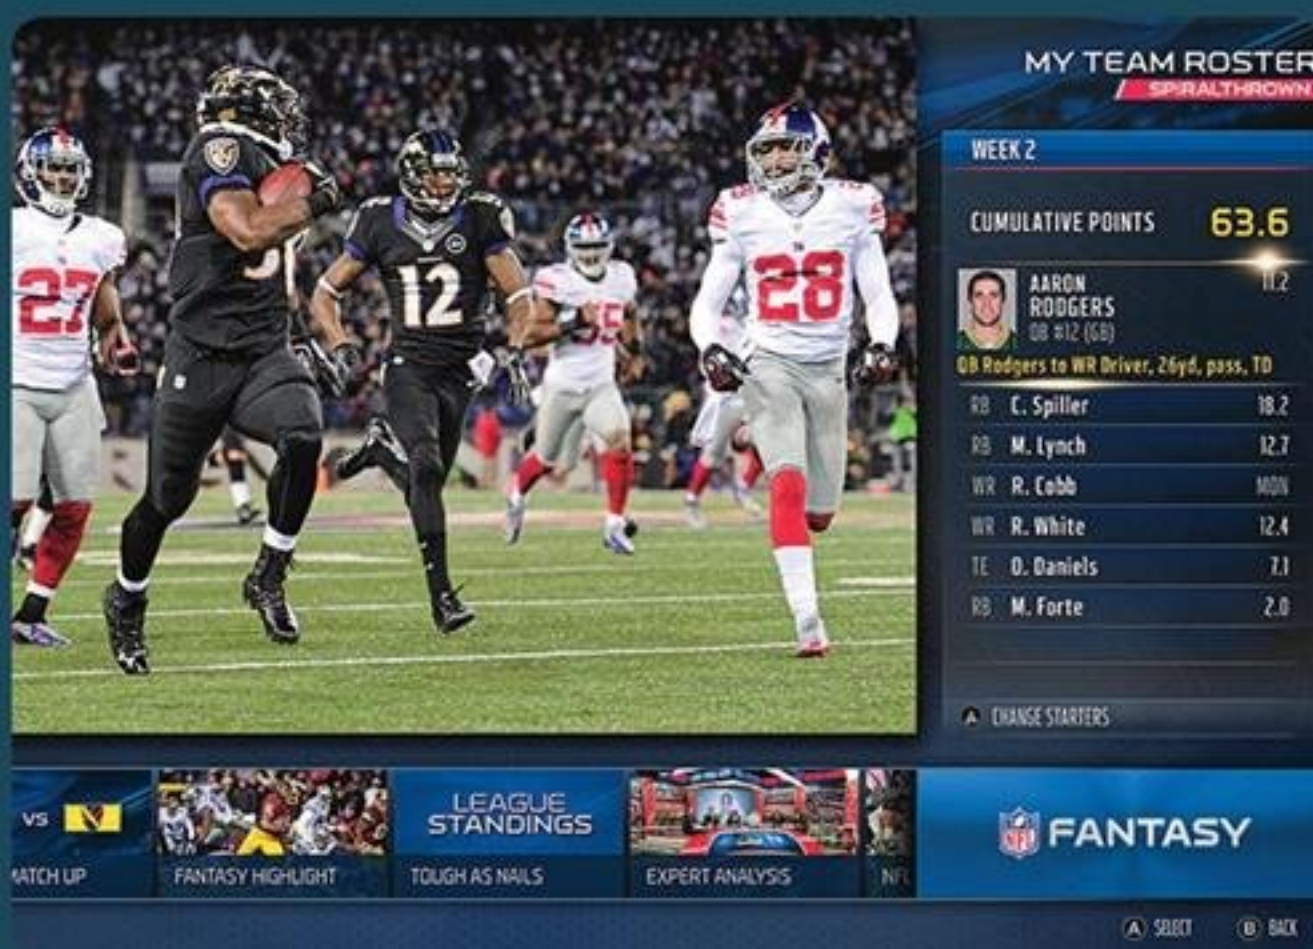 MY TEAM ROSTER
SPIRALTHROWN
WEEK 2
CUMULATIVE POINTS 63.6
AARON
RODGERS
11.2
QB #12 (GB)
QB Rodgers to WR Driver, 26yd, pass, TD
RB C. Spiller 18.2
RB M. Lynch 12.7
WR R. Cobb MON
WR R. White 12.4
TE O. Daniels 7.1
RB M. Forte 2.0
A CHANGE STARTERS
27
12
55
28
VS
LEAGUE
STANDINGS
NFL FANTASY
MATCH UP
FANTASY HIGHLIGHT
TOUGH AS NAILS
EXPERT ANALYSIS
NFL
A SELECT B BACK